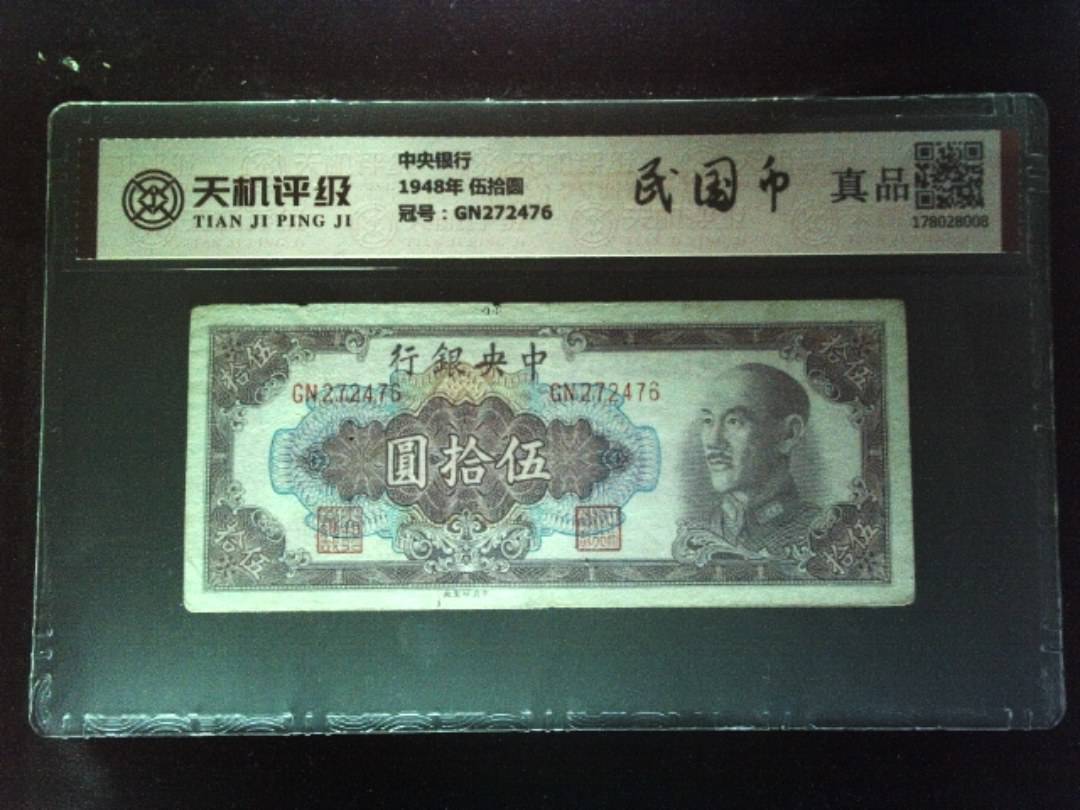 天机评级
TIAN JI PING JI
中央银行
1948年 伍拾圆
冠号：GN272476
民国币
真品
178028008
行銀央中
GN272476 GN272476
圓拾伍
拾伍
拾伍
拾伍
拾伍